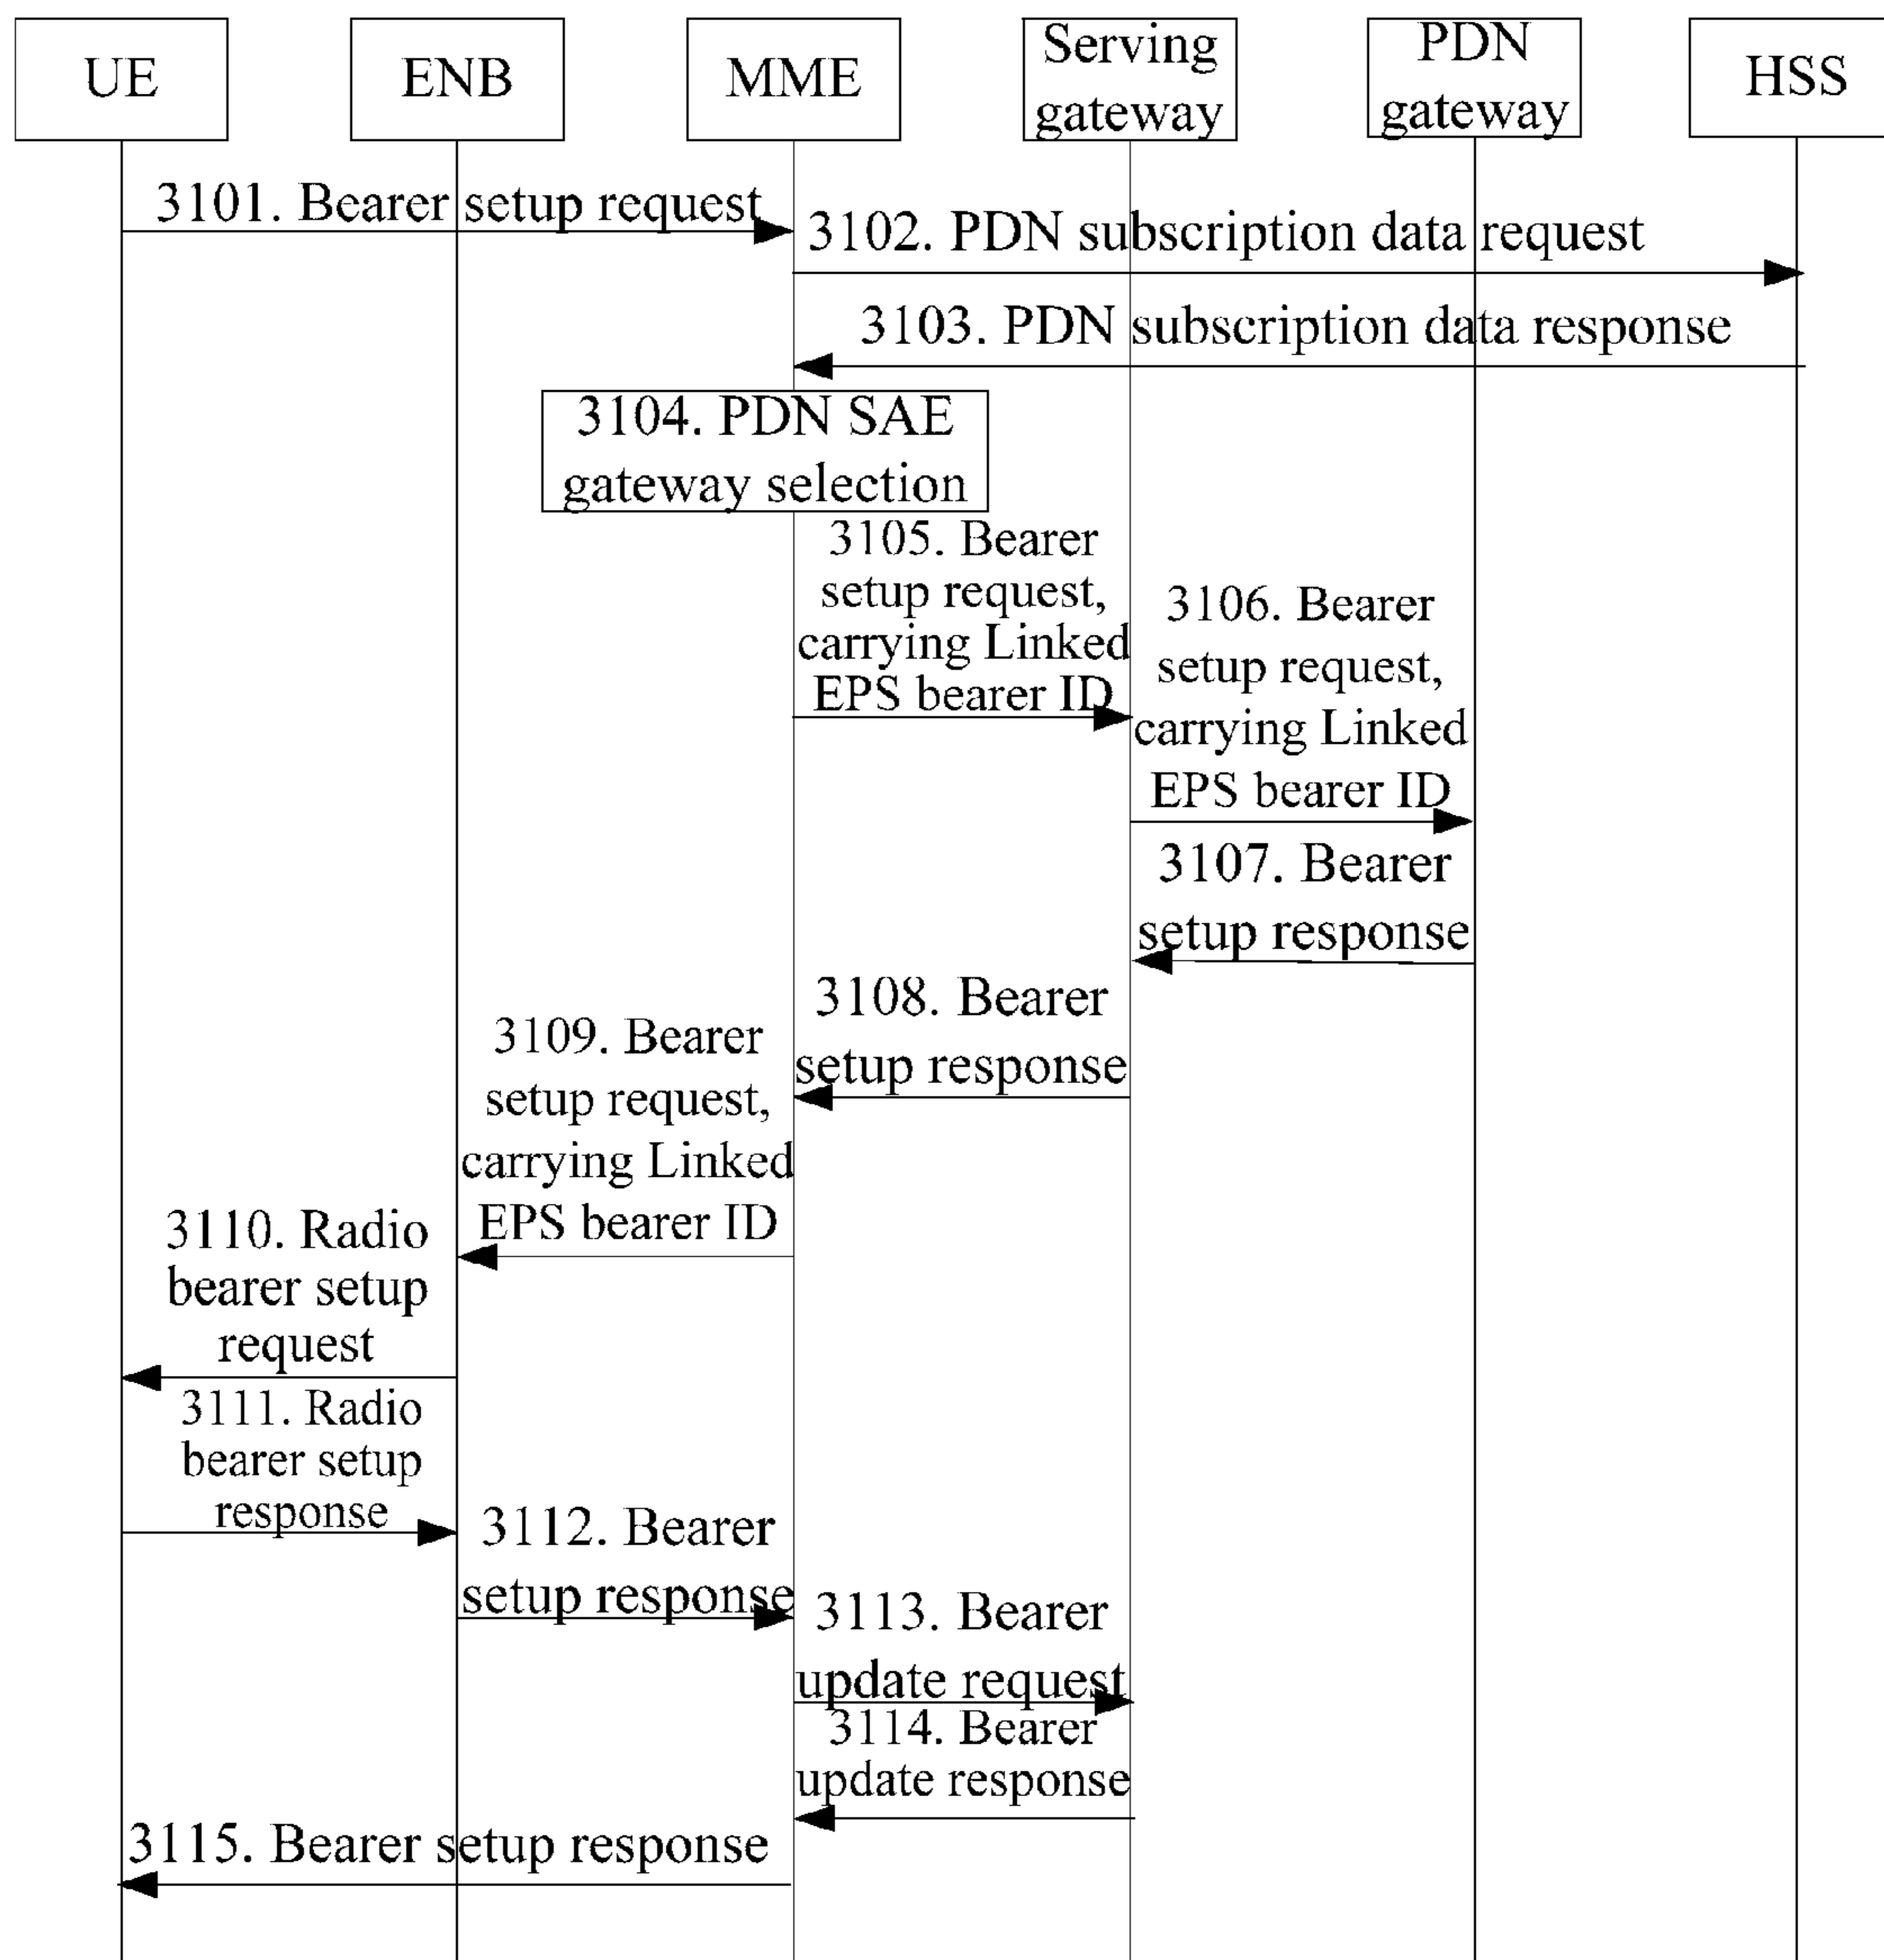 UE
ENB
MME
Serving
gateway
PDN
gateway
HSS
3101. Bearer setup request
3102. PDN subscription data request
3103. PDN subscription data response
3104. PDN SAE
gateway selection
3105. Bearer
setup request,
carrying Linked
EPS bearer ID
3106. Bearer
setup request,
carrying Linked
EPS bearer ID
3107. Bearer
setup response
3108. Bearer
setup response
3109. Bearer
setup request,
carrying Linked
EPS bearer ID
3110. Radio
bearer setup
request
3111. Radio
bearer setup
response
3112. Bearer
setup response
3113. Bearer
update request
3114. Bearer
update response
3115. Bearer setup response